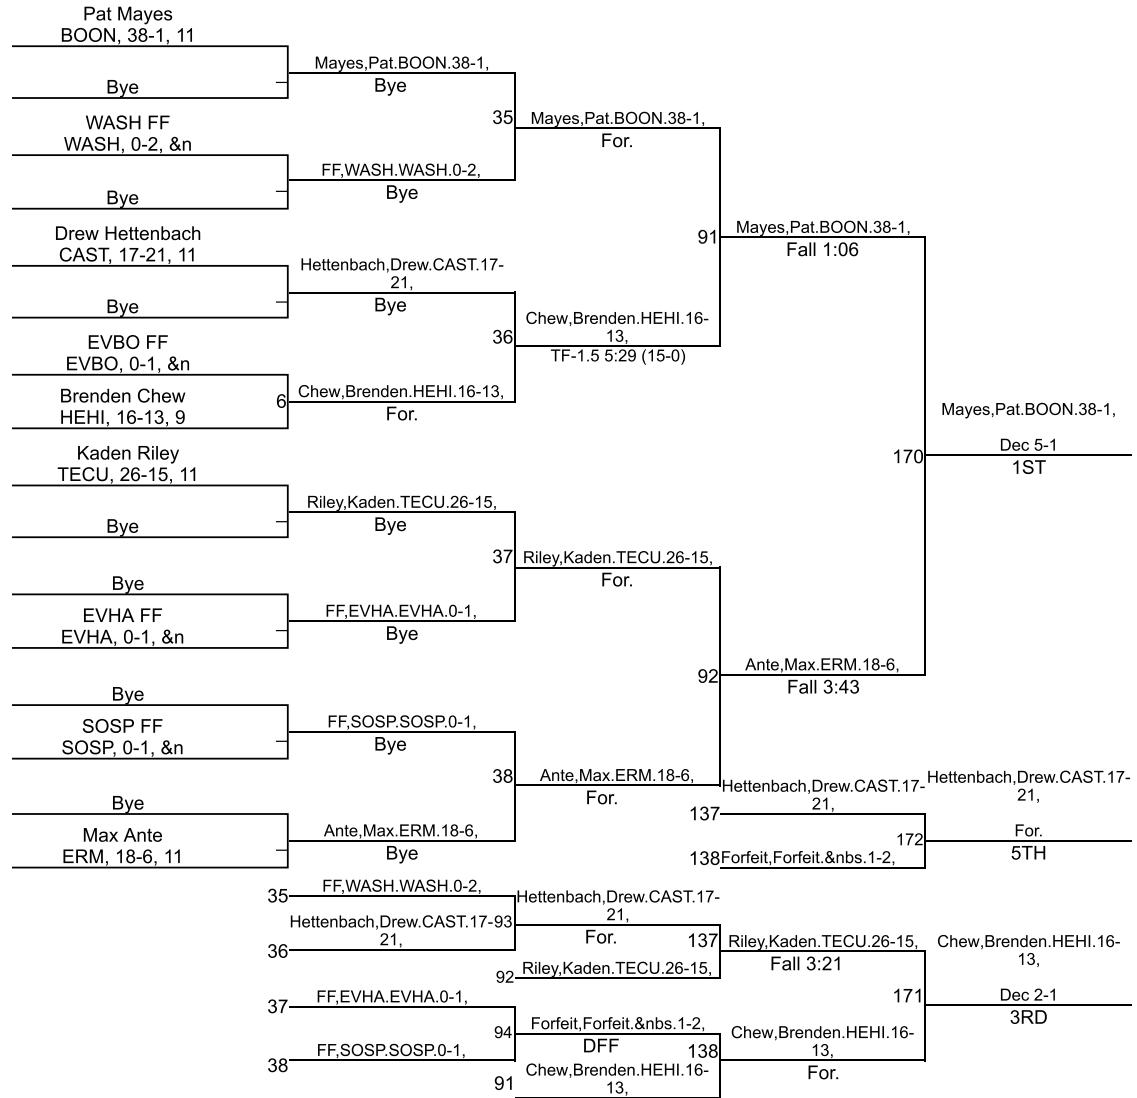 Pat Mayes
BOON, 38-1, 11
Bye
Mayes,Pat.BOON.38-1,
Bye
WASH FF
WASH, 0-2, &n
Bye
FF,WASH.WASH.0-2,
Bye
35
Mayes,Pat.BOON.38-1,
For.
Drew Hettenbach
CAST, 17-21, 11
Bye
Hettenbach,Drew.CAST.17-
21,
Bye
EVBO FF
EVBO, 0-1, &n
Brenden Chew
HEHI, 16-13, 9
6
Chew,Brenden.HEHI.16-13,
For.
36
Chew,Brenden.HEHI.16-
13,
TF-1.5 5:29 (15-0)
91
Mayes,Pat.BOON.38-1,
Fall 1:06
Kaden Riley
TECU, 26-15, 11
Bye
Riley,Kaden.TECU.26-15,
Bye
Bye
EVHA FF
EVHA, 0-1, &n
FF,EVHA.EVHA.0-1,
Bye
37
Riley,Kaden.TECU.26-15,
For.
Bye
SOSP FF
SOSP, 0-1, &n
FF,SOSP.SOSP.0-1,
Bye
Bye
Max Ante
ERM, 18-6, 11
Ante,Max.ERM.18-6,
Bye
38
Ante,Max.ERM.18-6,
For.
92
Ante,Max.ERM.18-6,
Fall 3:43
170
Mayes,Pat.BOON.38-1,
Dec 5-1
1ST
137
Hettenbach,Drew.CAST.17-
21,
138
Forfeit,Forfeit.&nbs.1-2,
172
Hettenbach,Drew.CAST.17-
21,
For.
5TH
35
FF,WASH.WASH.0-2,
36
Hettenbach,Drew.CAST.17-
21,
93
Hettenbach,Drew.CAST.17-
21,
For.
92
Riley,Kaden.TECU.26-15,
137
Riley,Kaden.TECU.26-15,
Fall 3:21
37
FF,EVHA.EVHA.0-1,
38
FF,SOSP.SOSP.0-1,
94
Forfeit,Forfeit.&nbs.1-2,
DFF
91
Chew,Brenden.HEHI.16-
13,
138
Chew,Brenden.HEHI.16-
13,
For.
171
Chew,Brenden.HEHI.16-
13,
Dec 2-1
3RD